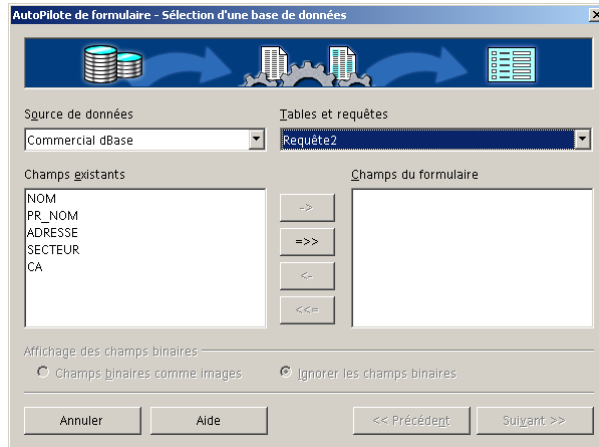 AutoPilote de formulaire - Sélection d'une base de données
Source de données
Tables et requêtes
Commercial dBase
Requête2
Champs existants
Champs du formulaire
NOM
PR_NOM
ADRESSE
SECTEUR
CA
->
=>>
<-
<<=
Affichage des champs binaires
Champs binaires comme images
Ignorer les champs binaires
Annuler
Aide
<< Précédent
Suivant >>